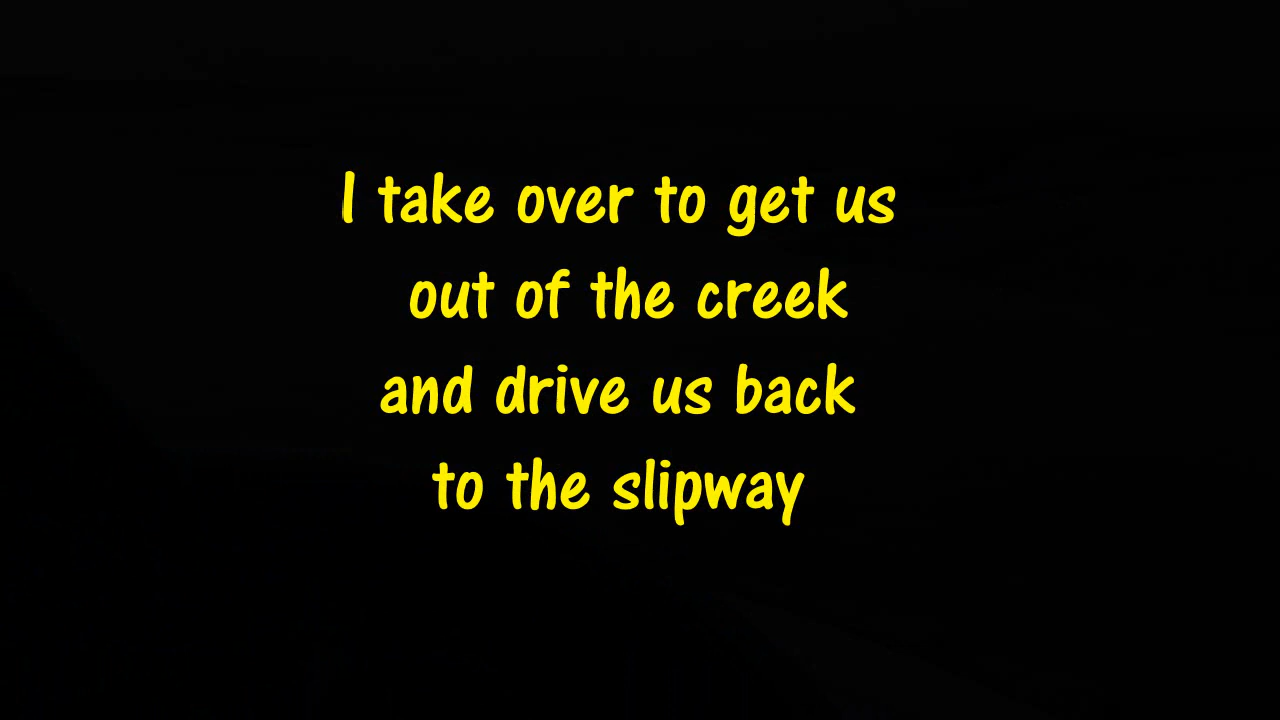 I take over to get us
out of the creek
and drive us back
to the slipway